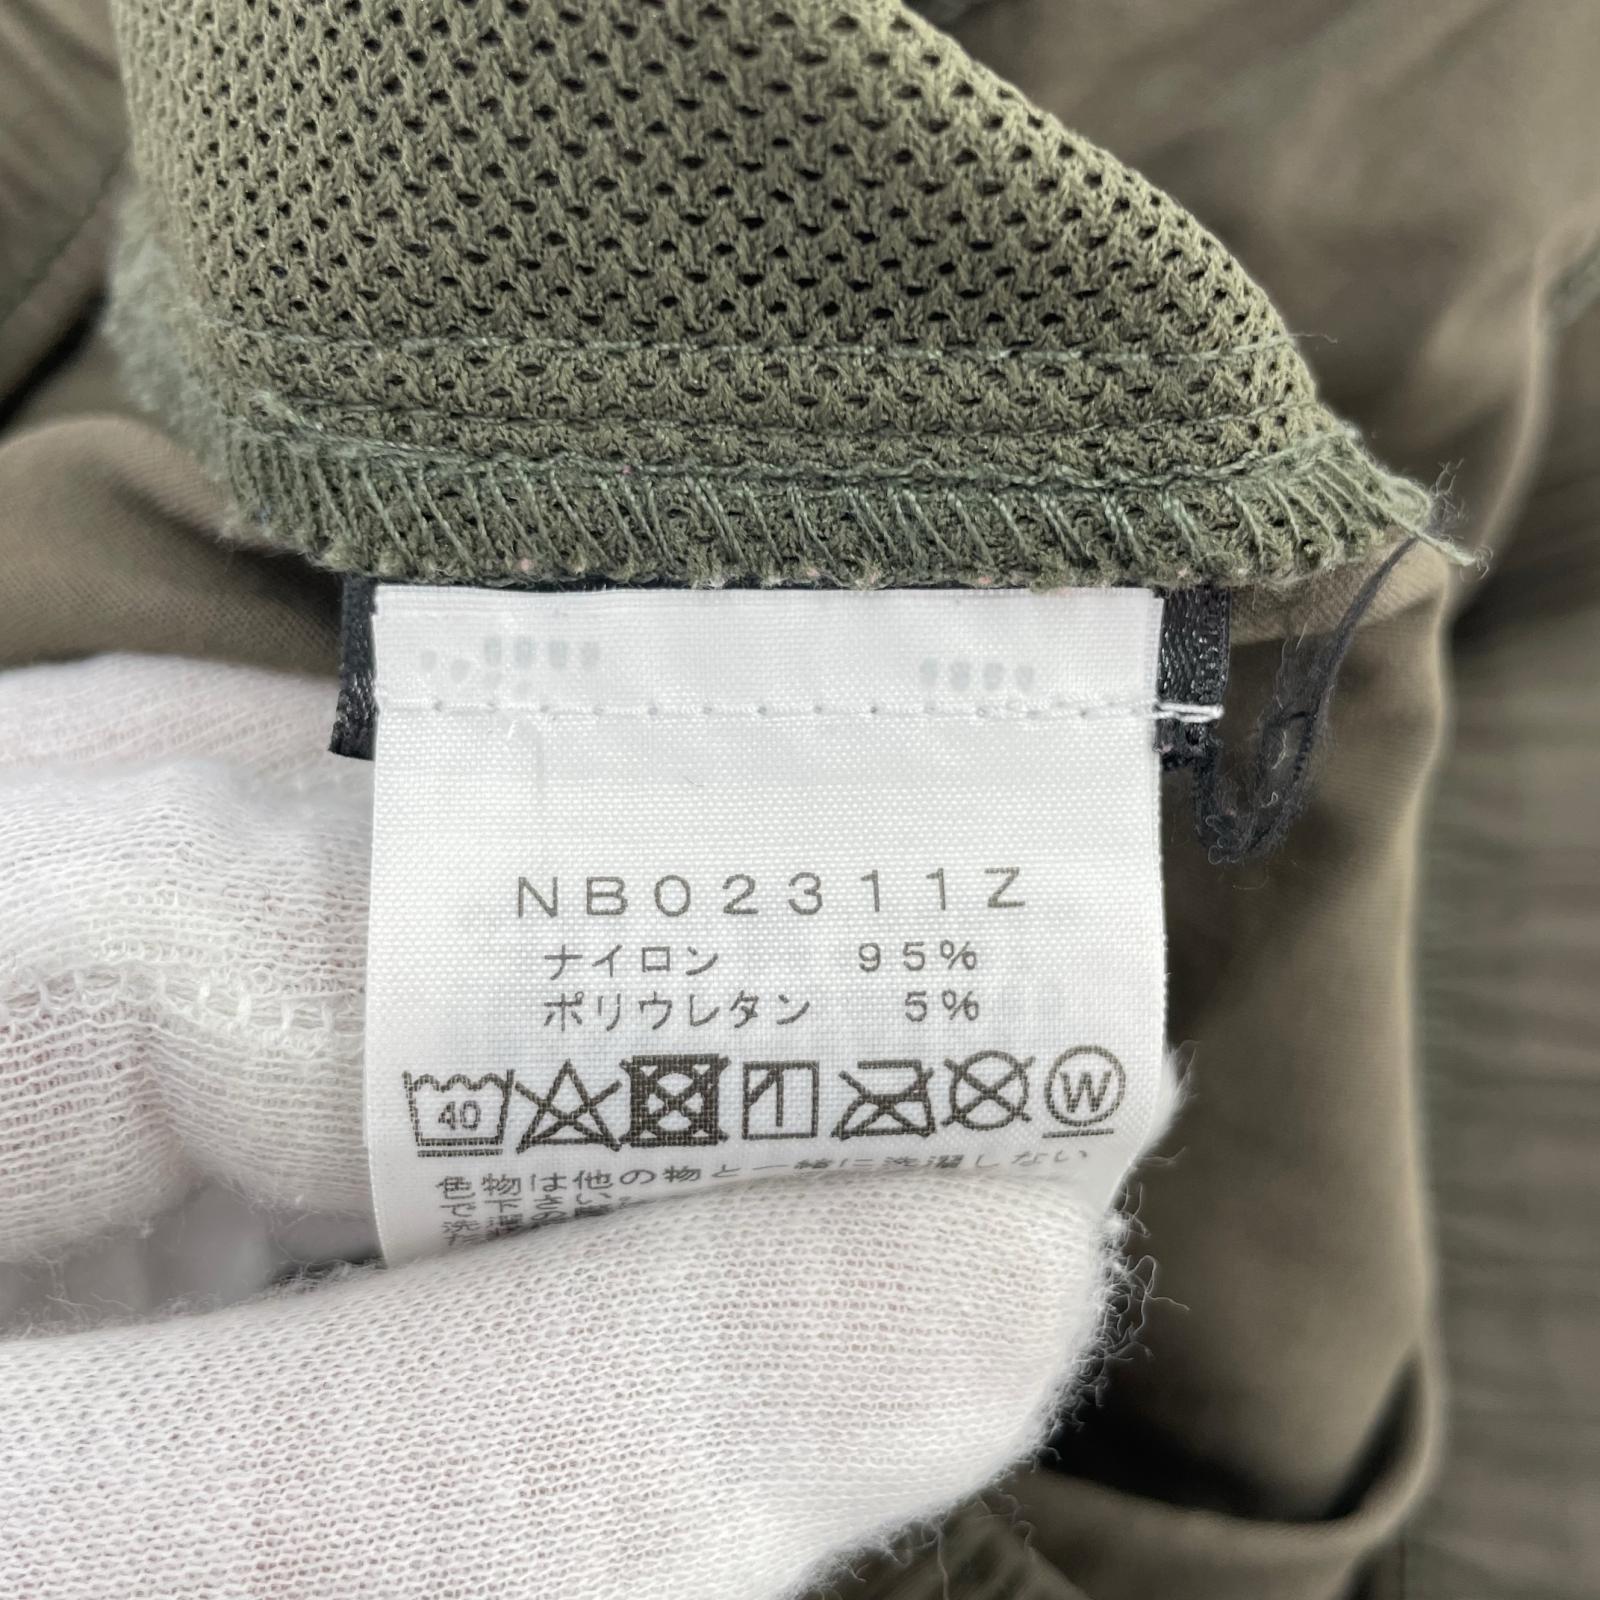 NB02311Z
ナイロン 95%
ポリウレタン 5%
40 W
色物は他の物と一緒に洗濯しない
で下さい。